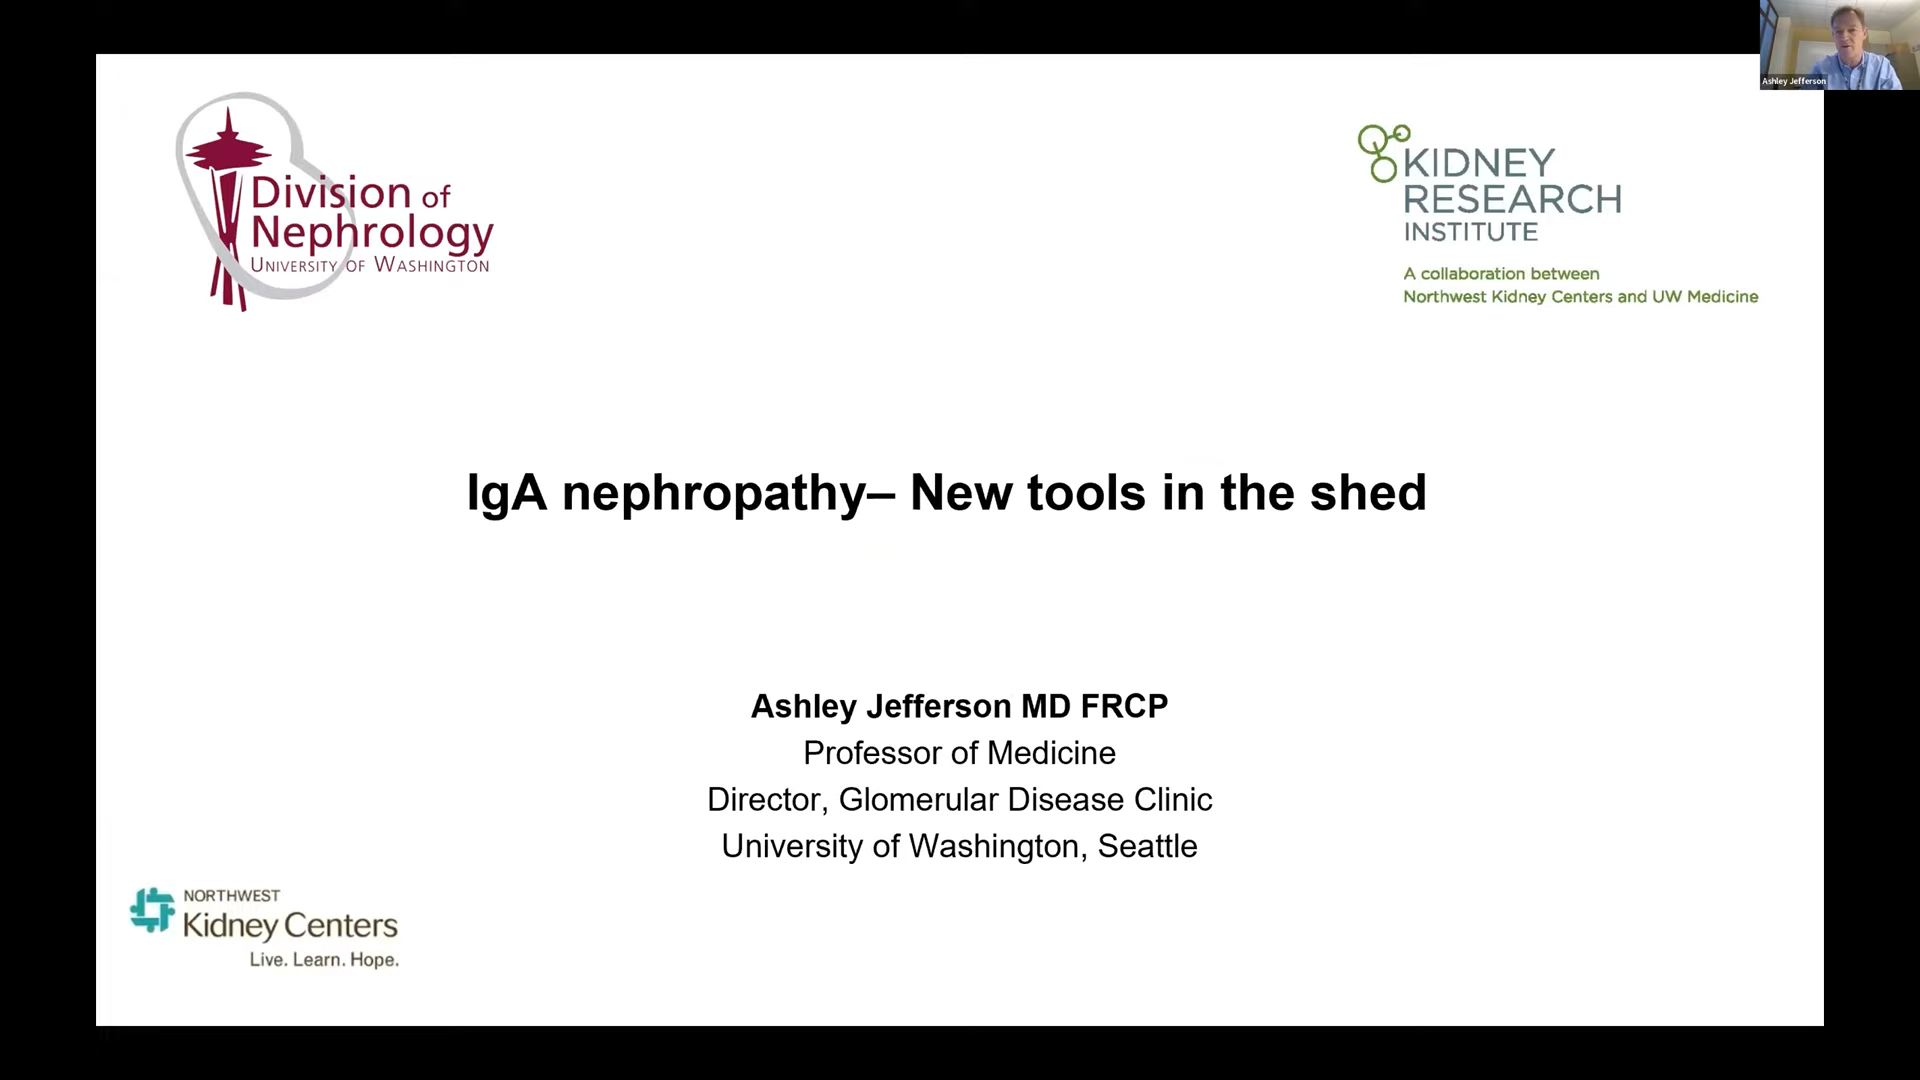 Ashley Jefferson
Division of
Nephrology
UNIVERSITY OF WASHINGTON
KIDNEY
RESEARCH
INSTITUTE
A collaboration between
Northwest Kidney Centers and UW Medicine
IgA nephropathy– New tools in the shed
Ashley Jefferson MD FRCP
Professor of Medicine
Director, Glomerular Disease Clinic
University of Washington, Seattle
NORTHWEST
Kidney Centers
Live. Learn. Hope.